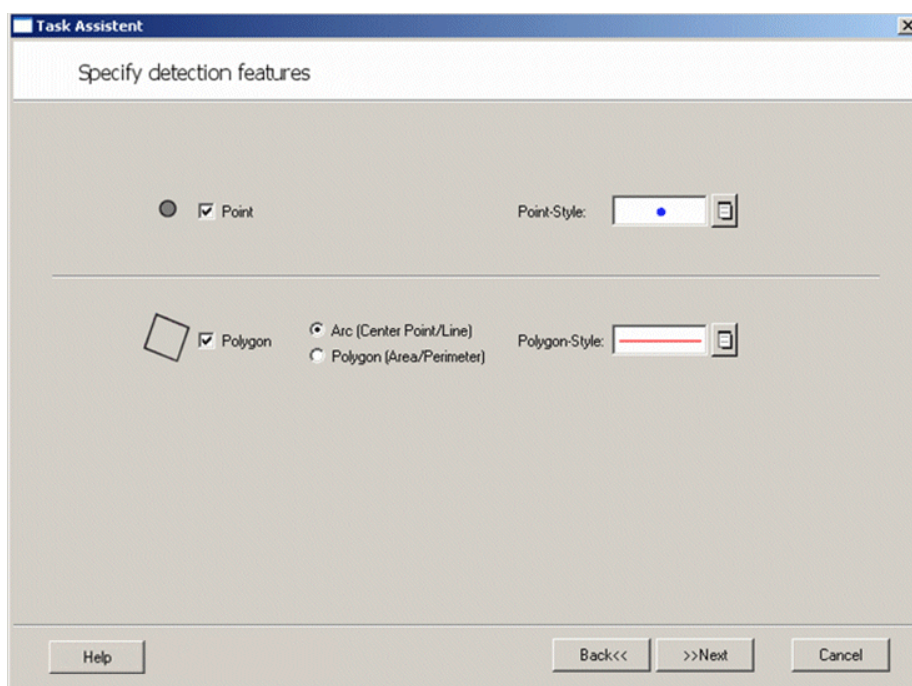 Task Assistent
Specify detection features
Point
Point-Style:
Polygon
Arc (Center Point/Line)
Polygon (Area/Perimeter)
Polygon-Style:
Help
Back<<
>>Next
Cancel